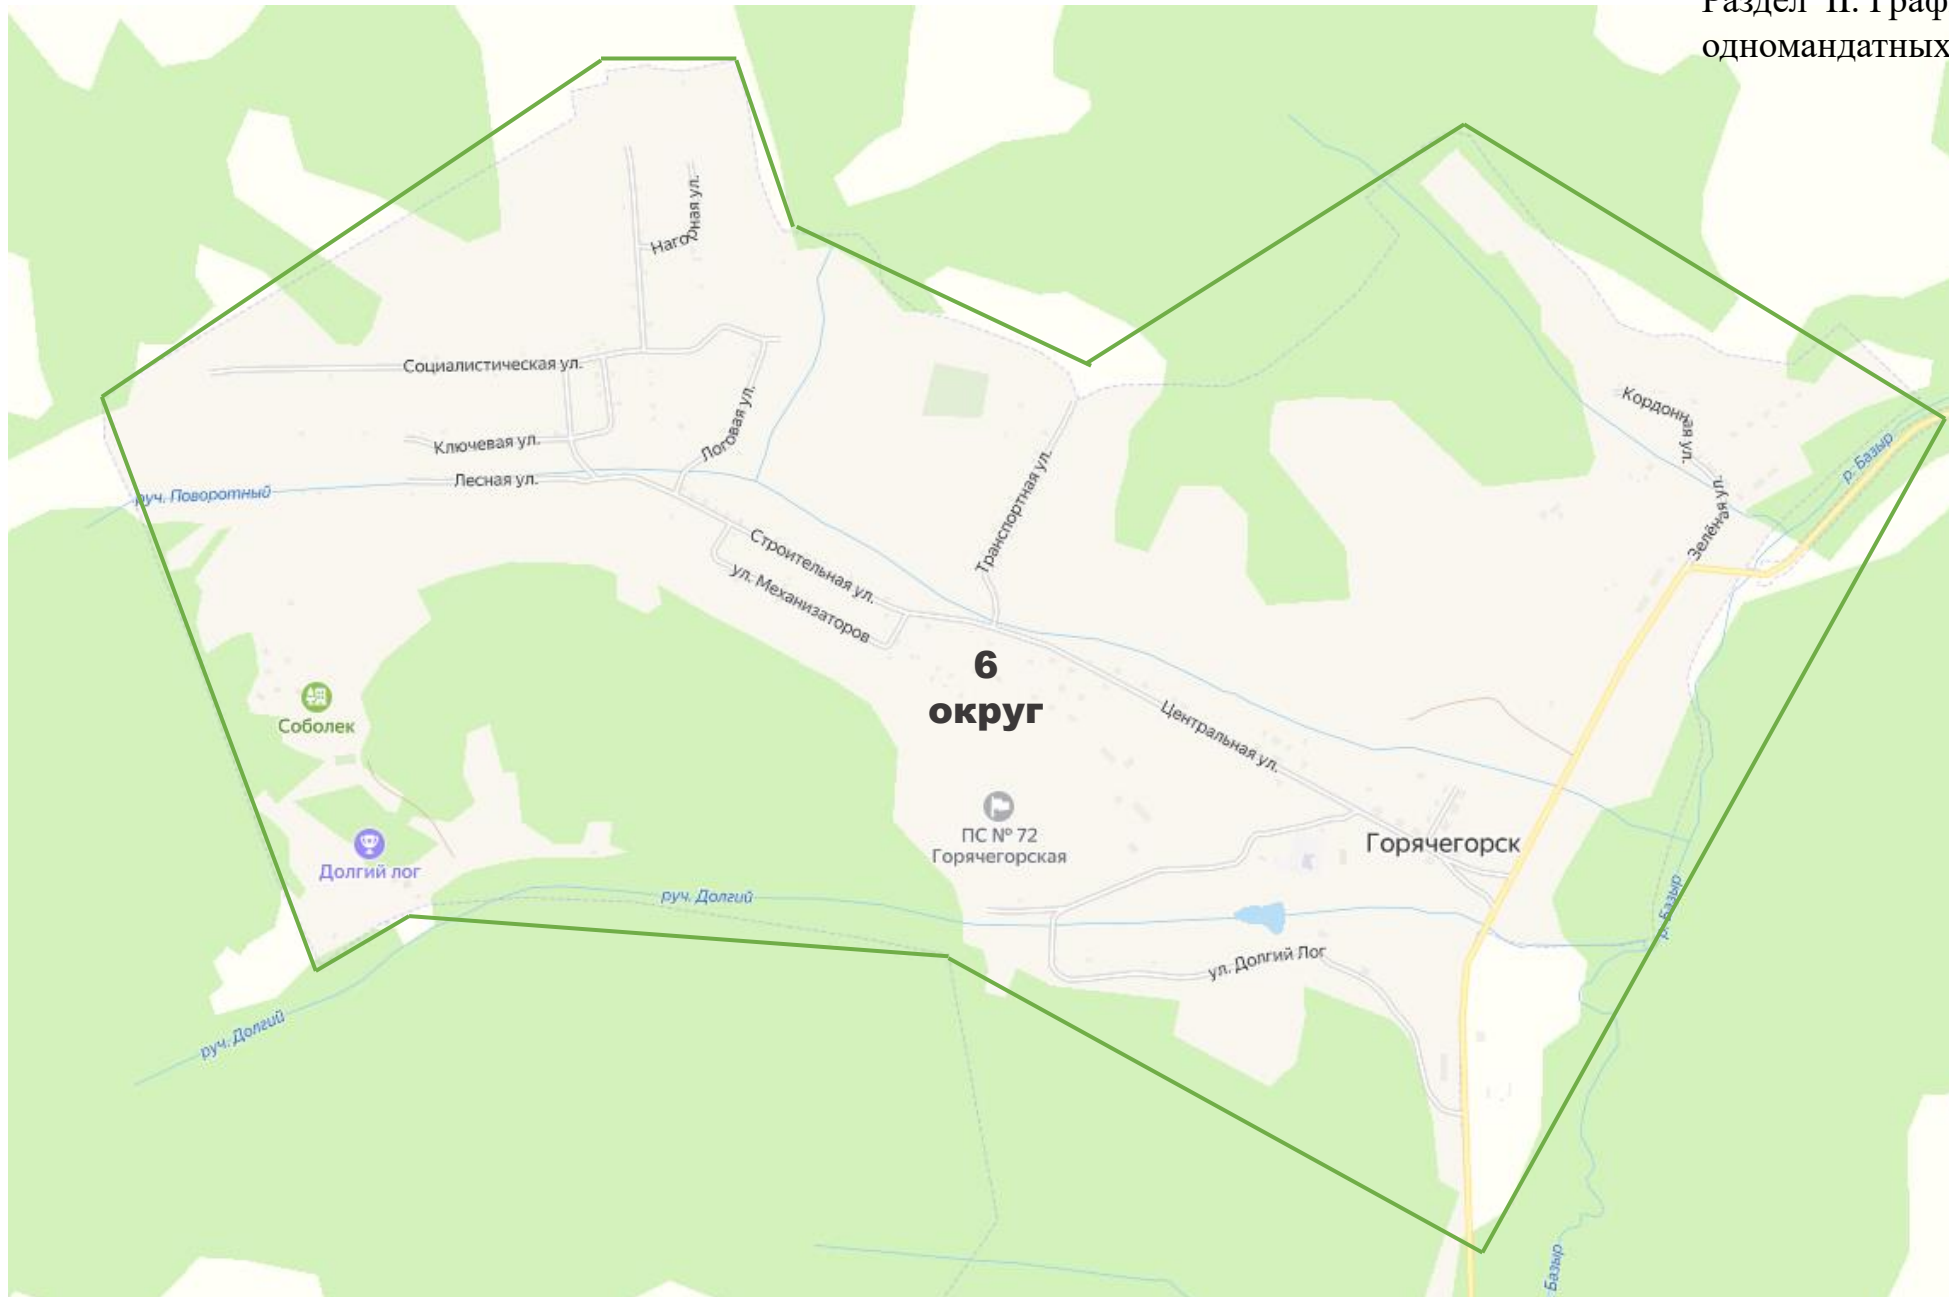 Раздел II. Граф
одномандатных
Нагорная ул.
Социалистическая ул.
Логовая ул.
Ключевая ул.
Лесная ул.
руч. Поворотный
Кордонная ул.
р. Базыр
Зелёная ул.
Транспортная ул.
Строительная ул.
ул. Механизаторов
6
округ
Соболек
Центральная ул.
ПС № 72
Горячегорская
Горячегорск
Долгий лог
руч. Долгий
р. Базыр
ул. Долгий Лог
руч. Долгий
Базыр